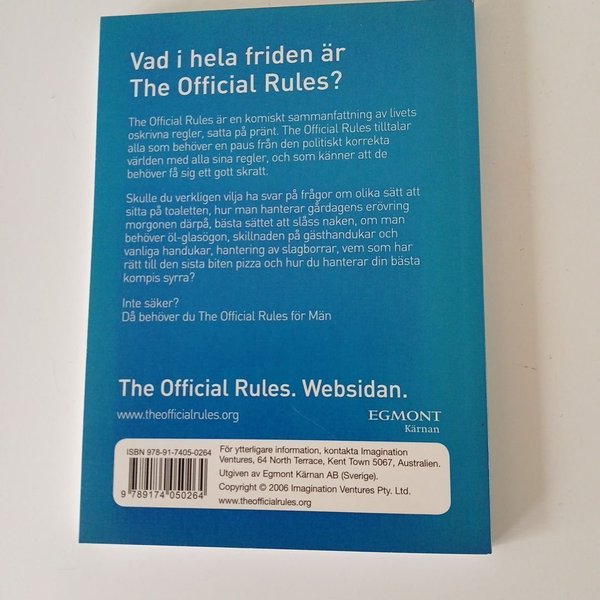 Vad i hela friden är
The Official Rules?
The Official Rules är en komiskt sammanfattning av livets
oskrivna regler, satta på pränt. The Official Rules tilltalar
alla som behöver en paus från den politiskt korrekta
världen med alla sina regler, och som känner att de
behöver få sig ett gott skratt.
Skulle du verkligen vilja ha svar på frågor om olika sätt att
sitta på toaletten, hur man hanterar gårdagens erövring
morgonen därpå, bästa sättet att slåss naken, om man
behöver öl-glasögon, skillnaden på gästhandukar och
vanliga handukar, hantering av slagborrar, vem som har
rätt till den sista biten pizza och hur du hanterar din bästa
kompis syrra?
Inte säker?
Då behöver du The Official Rules för Män
The Official Rules. Websidan.
www.theofficialrules.org
EGMONT
Kärnan
ISBN 978-91-7405-0264
9 789174 050264
För ytterligare information, kontakta Imagination
Ventures, 64 North Terrace, Kent Town 5067, Australien.
Utgiven av Egmont Kärnan AB (Sverige).
Copyright © 2006 Imagination Ventures Pty. Ltd.
www.theofficialrules.org